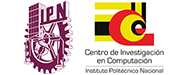 IPN
Centro de Investigación
en Computación
Instituto Politécnico Nacional